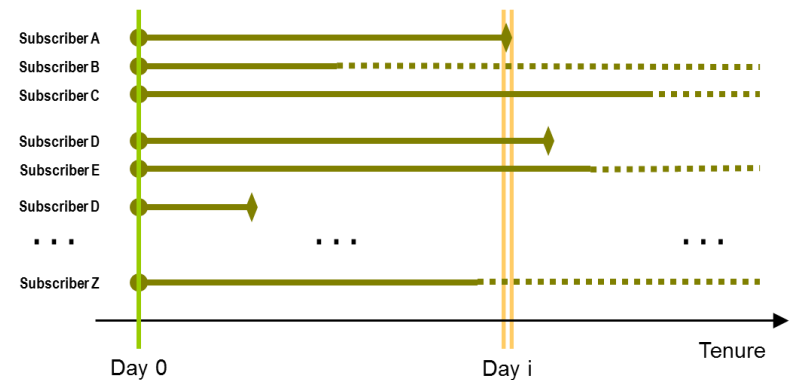 Subscriber A
Subscriber B
Subscriber C
Subscriber D
Subscriber E
Subscriber D
... ... ...
Subscriber Z
Tenure
Day 0 Day i